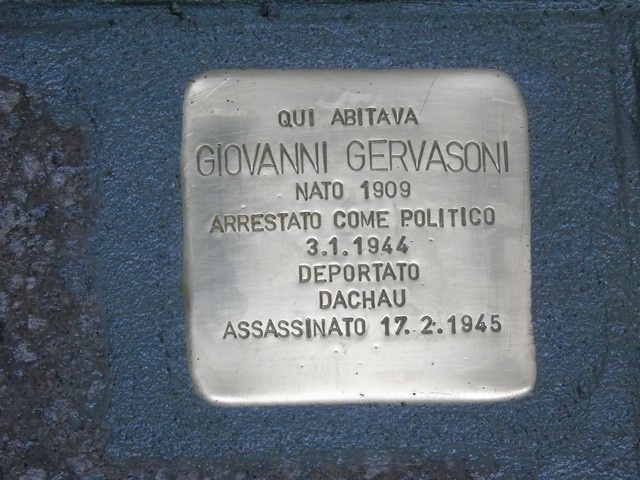 QUI ABITAVA
GIOVANNI GERVASONI
NATO 1909
ARRESTATO COME POLITICO
3.1.1944
DEPORTATO
DACHAU
ASSASSINATO 17.2.1945